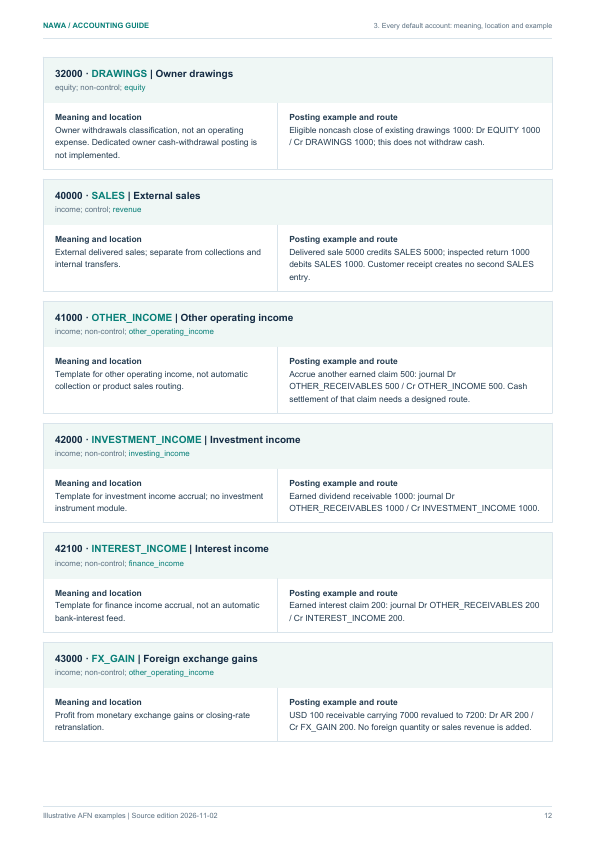 NAWA / ACCOUNTING GUIDE
3. Every default account: meaning, location and example
32000 · DRAWINGS | Owner drawings
equity; non-control; equity
Meaning and location
Owner withdrawals classification, not an operating
expense. Dedicated owner cash-withdrawal posting is
not implemented.
Posting example and route
Eligible noncash close of existing drawings 1000: Dr EQUITY 1000
/ Cr DRAWINGS 1000; this does not withdraw cash.
40000 · SALES | External sales
income; control; revenue
Meaning and location
External delivered sales; separate from collections and
internal transfers.
Posting example and route
Delivered sale 5000 credits SALES 5000; inspected return 1000
debits SALES 1000. Customer receipt creates no second SALES
entry.
41000 · OTHER_INCOME | Other operating income
income; non-control; other_operating_income
Meaning and location
Template for other operating income, not automatic
collection or product sales routing.
Posting example and route
Accrue another earned claim 500: journal Dr
OTHER_RECEIVABLES 500 / Cr OTHER_INCOME 500. Cash
settlement of that claim needs a designed route.
42000 · INVESTMENT_INCOME | Investment income
income; non-control; investing_income
Meaning and location
Template for investment income accrual; no investment
instrument module.
Posting example and route
Earned dividend receivable 1000: journal Dr
OTHER_RECEIVABLES 1000 / Cr INVESTMENT_INCOME 1000.
42100 · INTEREST_INCOME | Interest income
income; non-control; finance_income
Meaning and location
Template for finance income accrual, not an automatic
bank-interest feed.
Posting example and route
Earned interest claim 200: journal Dr OTHER_RECEIVABLES 200
/ Cr INTEREST_INCOME 200.
43000 · FX_GAIN | Foreign exchange gains
income; non-control; other_operating_income
Meaning and location
Profit from monetary exchange gains or closing-rate
retranslation.
Posting example and route
USD 100 receivable carrying 7000 revalued to 7200: Dr AR 200 /
Cr FX_GAIN 200. No foreign quantity or sales revenue is added.
Illustrative AFN examples | Source edition 2026-11-02
12